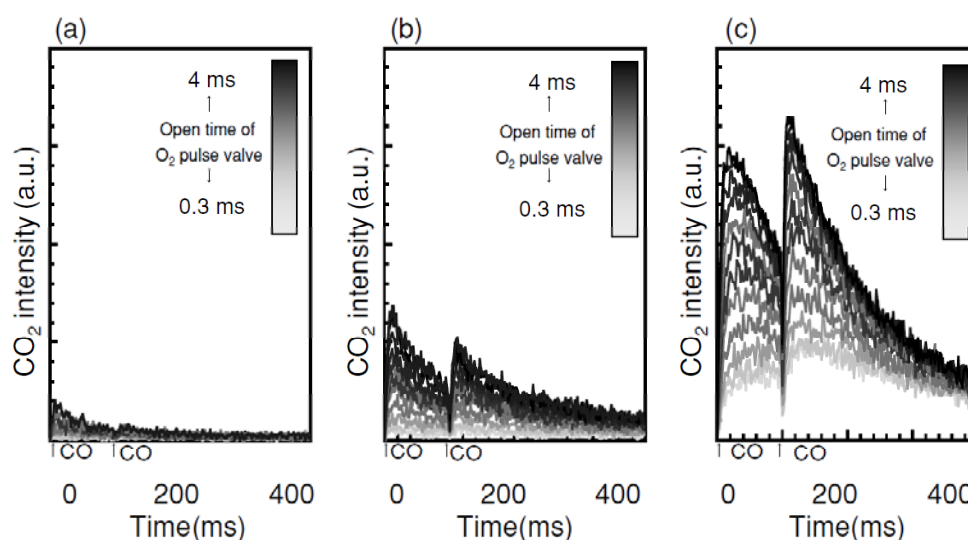 (a)
4 ms
↑
Open time of
O₂ pulse valve
↓
0.3 ms
CO₂ intensity (a.u.)
↑CO ↑CO
0 200 400
Time(ms)
(b)
4 ms
↑
Open time of
O₂ pulse valve
↓
0.3 ms
CO₂ intensity (a.u.)
↑CO ↑CO
0 200 400
Time(ms)
(c)
4 ms
↑
Open time of
O₂ pulse valve
↓
0.3 ms
CO₂ intensity (a.u.)
↑ CO ↑ CO
0 200 400
Time(ms)